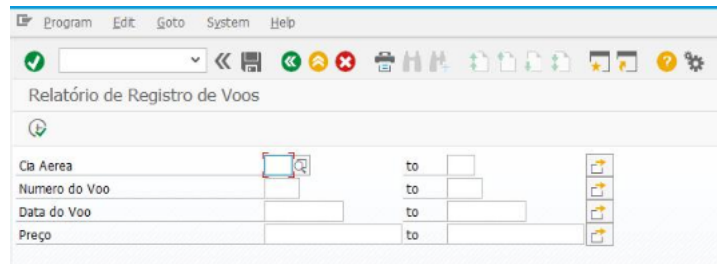 Program Edit Goto System Help
Relatório de Registro de Voos
Cia Aerea to
Numero do Voo to
Data do Voo to
Preço to